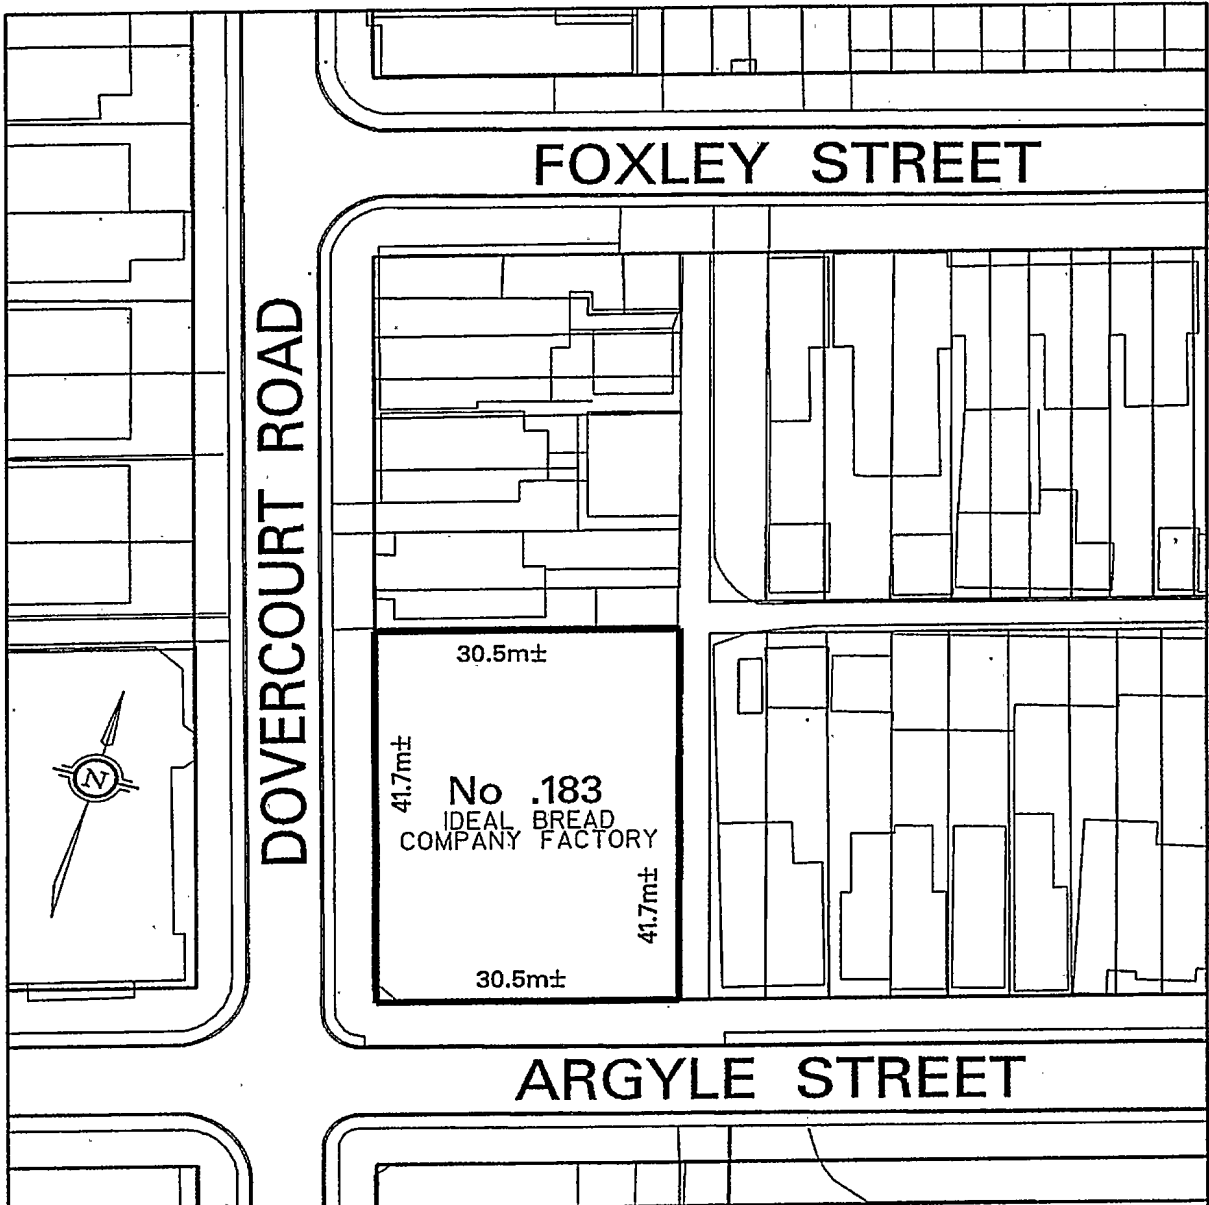 FOXLEY STREET
DOVERCOURT ROAD
30.5m±
41.7m±
No .183
IDEAL BREAD
COMPANY FACTORY
41.7m±
30.5m±
N
ARGYLE STREET